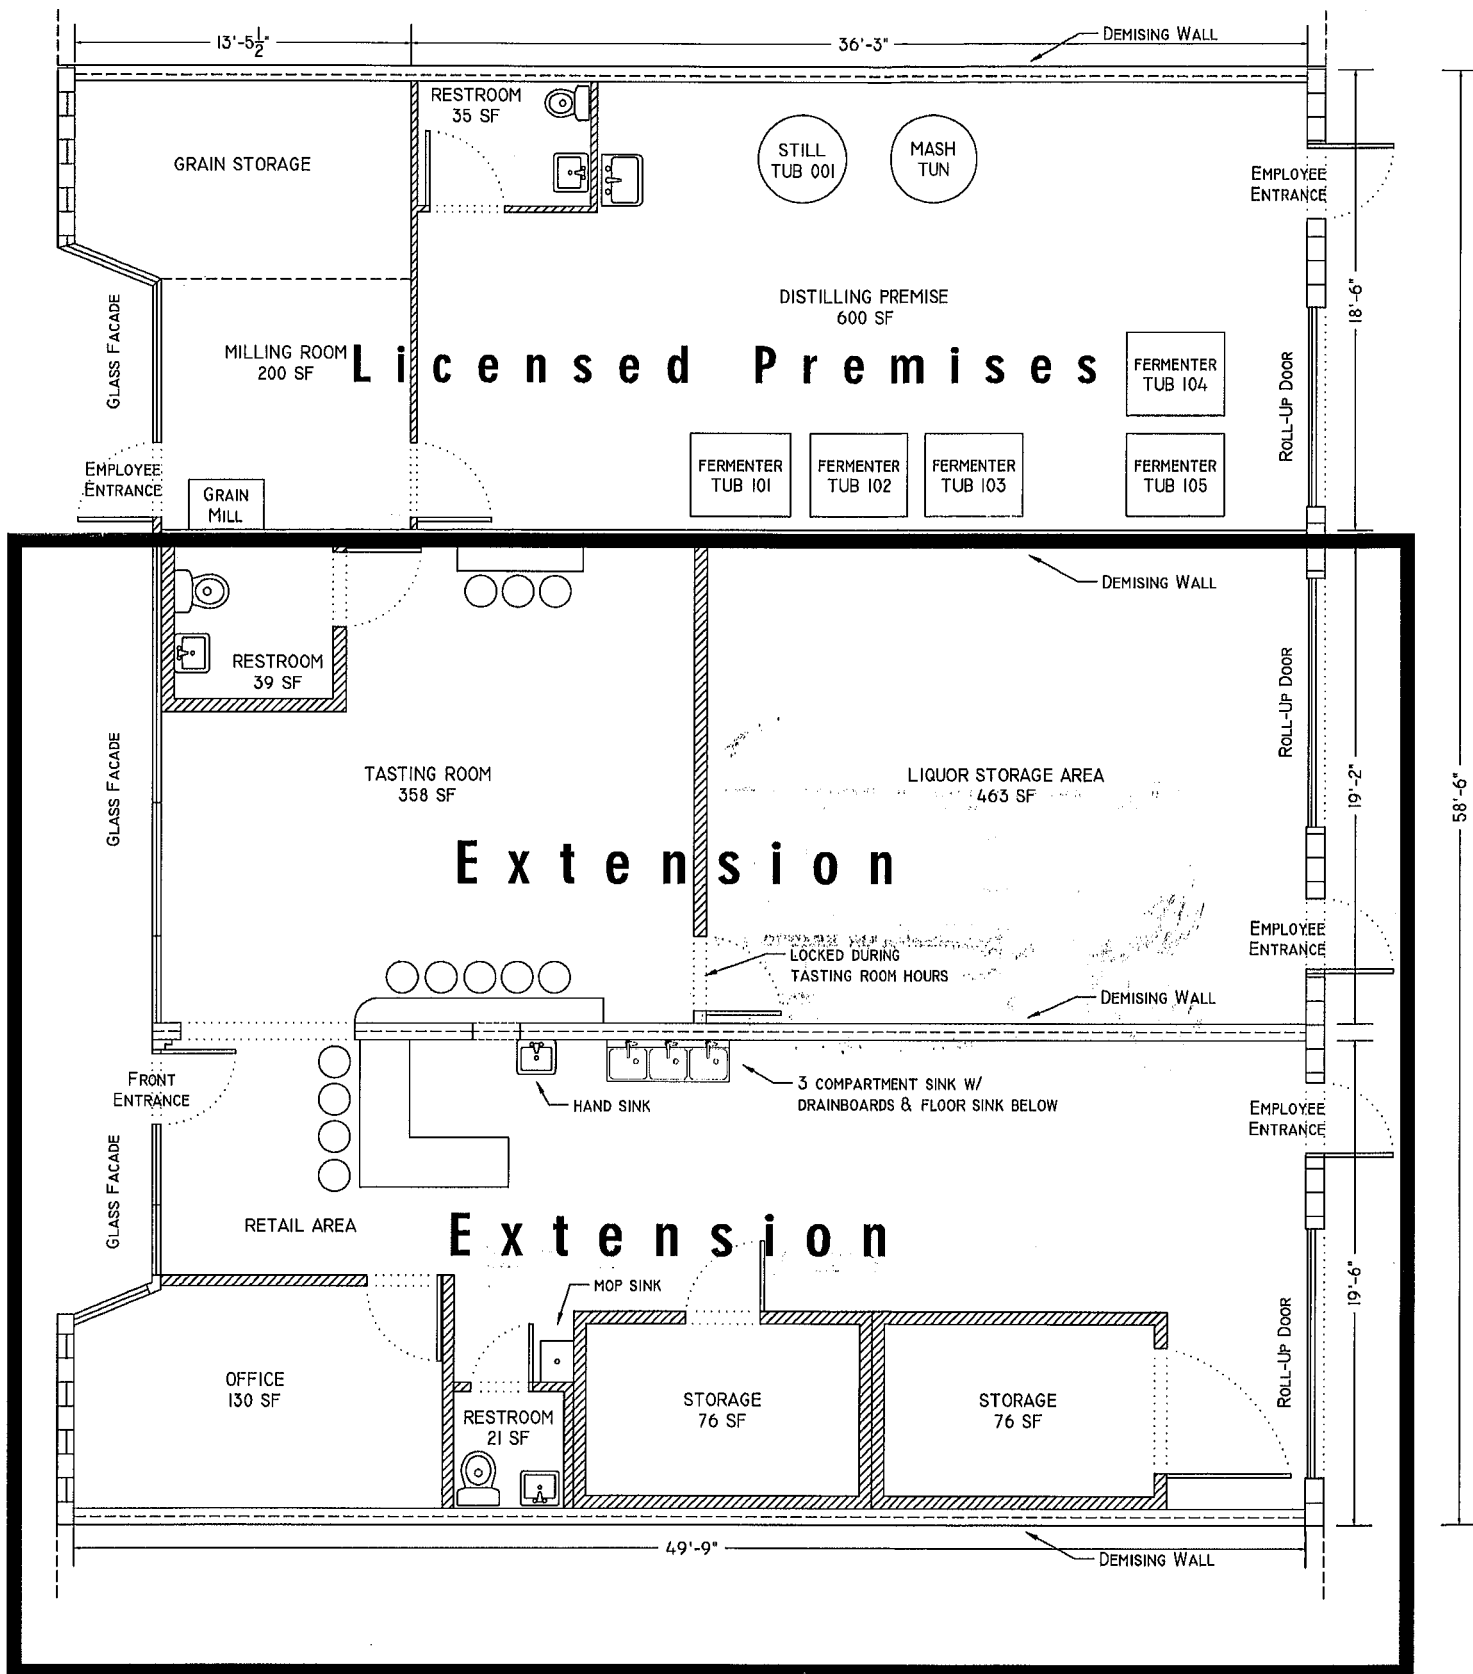 13'-5½"
36'-3"
DEMISING WALL
RESTROOM
35 SF
GRAIN STORAGE
STILL
TUB 001
MASH
TUN
EMPLOYEE
ENTRANCE
DISTILLING PREMISE
600 SF
18'-6"
GLASS FACADE
MILLING ROOM
200 SF
Licensed Premises
FERMENTER
TUB 104
ROLL-UP DOOR
EMPLOYEE
ENTRANCE
GRAIN
MILL
FERMENTER
TUB 101
FERMENTER
TUB 102
FERMENTER
TUB 103
FERMENTER
TUB 105
DEMISING WALL
RESTROOM
39 SF
ROLL-UP DOOR
GLASS FACADE
TASTING ROOM
358 SF
LIQUOR STORAGE AREA
463 SF
19'-2"
58'-6"
Extension
EMPLOYEE
ENTRANCE
LOCKED DURING
TASTING ROOM HOURS
DEMISING WALL
FRONT
ENTRANCE
HAND SINK
3 COMPARTMENT SINK W/
DRAINBOARDS & FLOOR SINK BELOW
EMPLOYEE
ENTRANCE
GLASS FACADE
RETAIL AREA
Extension
MOP SINK
19'-6"
ROLL-UP DOOR
OFFICE
130 SF
RESTROOM
21 SF
STORAGE
76 SF
STORAGE
76 SF
49'-9"
DEMISING WALL